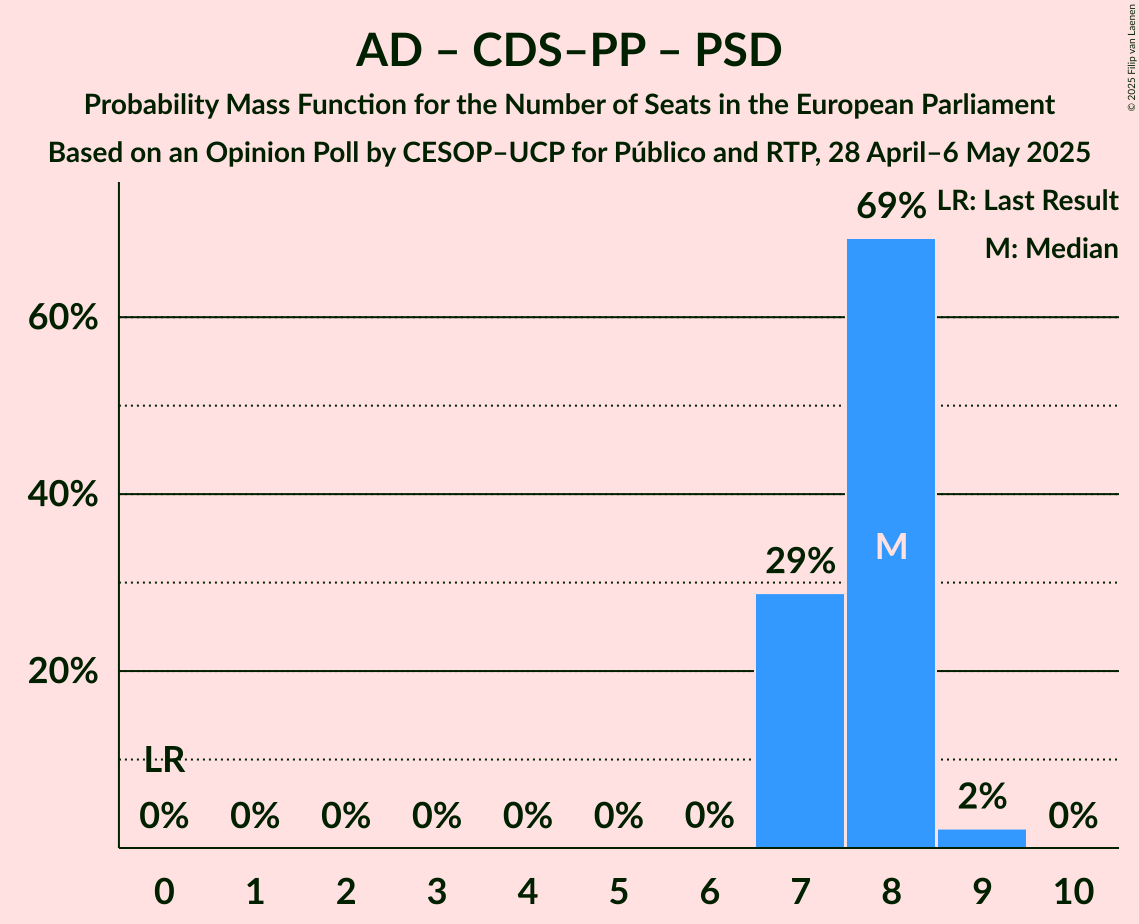 AD – CDS–PP – PSD
Probability Mass Function for the Number of Seats in the European Parliament
Based on an Opinion Poll by CESOP–UCP for Público and RTP, 28 April–6 May 2025
© 2025 Filip van Laenen
69%
LR: Last Result
M: Median
60%
40%
M
29%
20%
LR
0% 0% 0% 0% 0% 0% 0% 2% 0%
0 1 2 3 4 5 6 7 8 9 10